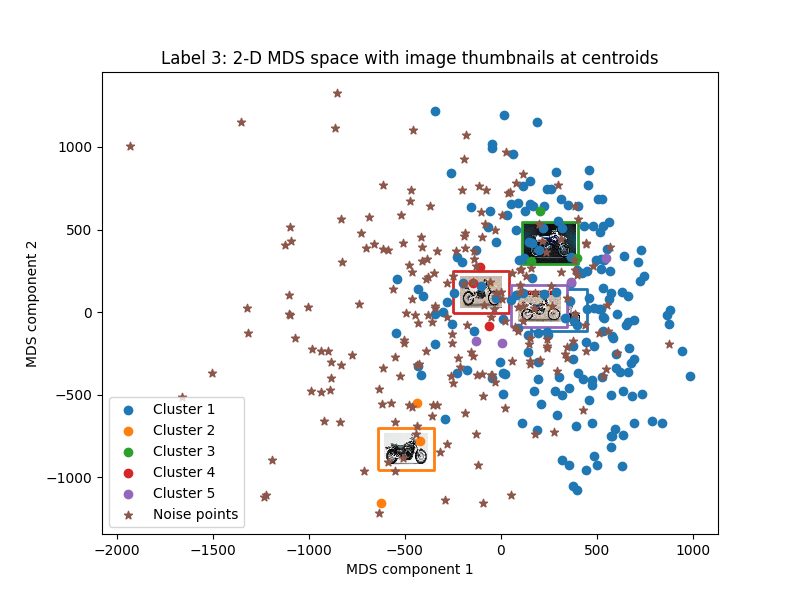 Label 3: 2-D MDS space with image thumbnails at centroids
MDS component 2
1000
500
0
−500
−1000
Cluster 1
Cluster 2
Cluster 3
Cluster 4
Cluster 5
Noise points
−2000 −1500 −1000 −500 0 500 1000
MDS component 1